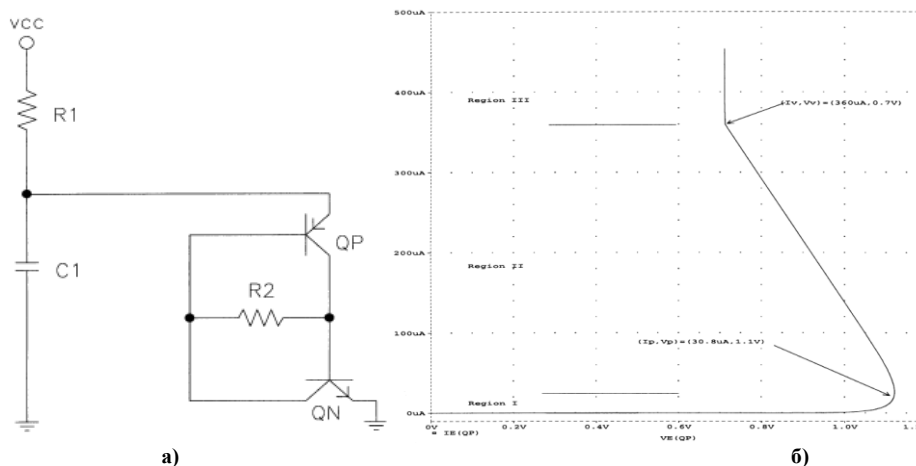 VCC
R1
C1
QP
R2
QN
а)
500uA
400uA
300uA
200uA
100uA
0uA
Region III
Region II
Region I
(Iv,Vv)=(360uA,0.7V)
(Ip,Vp)=(30.8uA,1.1V)
0V
0.2V
0.4V
0.6V
0.8V
1.0V
IE(QP)
VE(QP)
б)